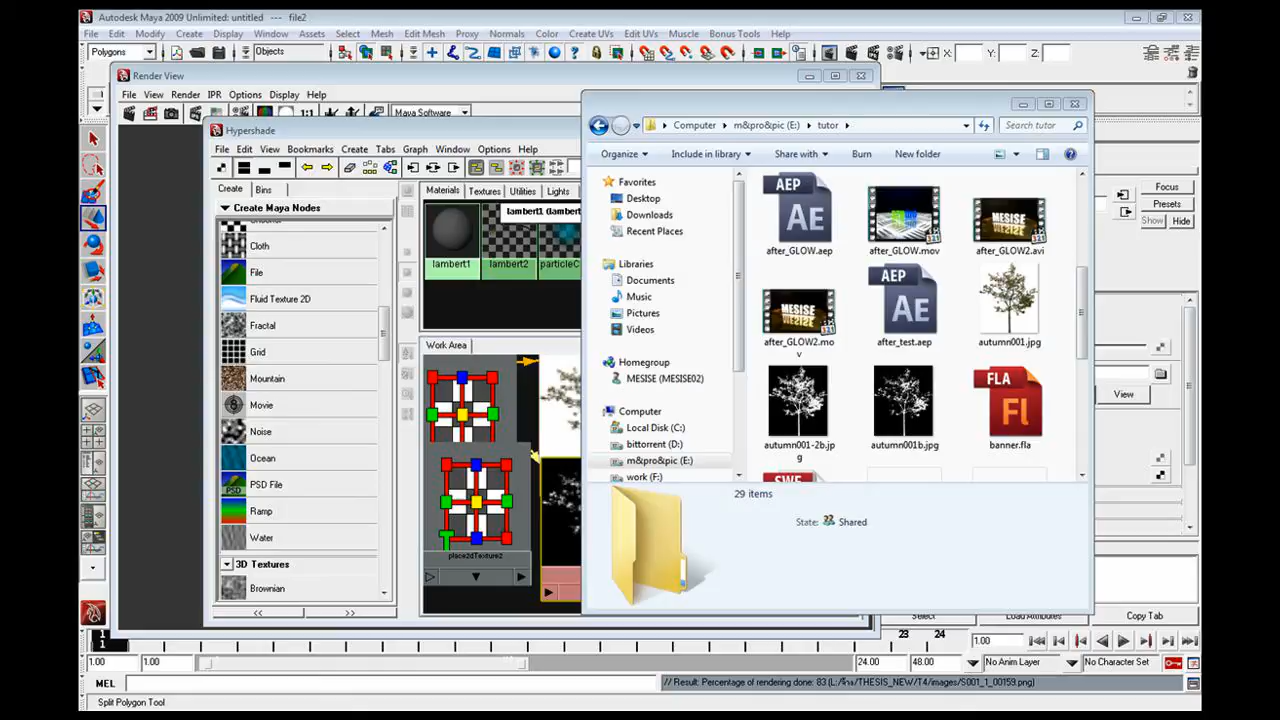 Autodesk Maya 2009 Unlimited: untitled --- file2
File Edit Modify Create Display Window Assets Select Mesh Edit Mesh Proxy Normals Color Create UVs Edit UVs Muscle Bonus Tools Help
Polygons Objects X: Y: Z:
Render View
File View Render IPR Options Display Help
1:1 Maya Software
Hypershade
File Edit View Bookmarks Create Tabs Graph Window Options Help
Create Bins
Create Maya Nodes
Cloth
File
Fluid Texture 2D
Fractal
Grid
Mountain
Movie
Noise
Ocean
PSD File
Ramp
Water
3D Textures
Brownian
<< >>
Materials Textures Utilities Lights
lambert1 (lambert
lambert1 lambert2 particleC
Work Area
place2dTexture2
Computer m&pro&pic (E:) tutor
Search tutor
Organize Include in library Share with Burn New folder
Favorites
Desktop
Downloads
Recent Places
Libraries
Documents
Music
Pictures
Videos
Homegroup
MESISE (MESISE02)
Computer
Local Disk (C:)
bittorrent (D:)
m&pro&pic (E:)
work (F:)
AEP
AE
after_GLOW.aep
after_GLOW.mov
MESISE
after_GLOW2.avi
MESISE
after_GLOW2.mo
v
AEP
Ae
after_test.aep
autumn001.jpg
autumn001-2b.jp
g
autumn001b.jpg
FLA
Fl
banner.fla
29 items
State: Shared
Focus
Presets
Show Hide
View
Select Load Attributes Copy Tab
1
1
23 24 1.00
1.00 1.00 24.00 48.00 No Anim Layer No Character Set
MEL
Split Polygon Tool